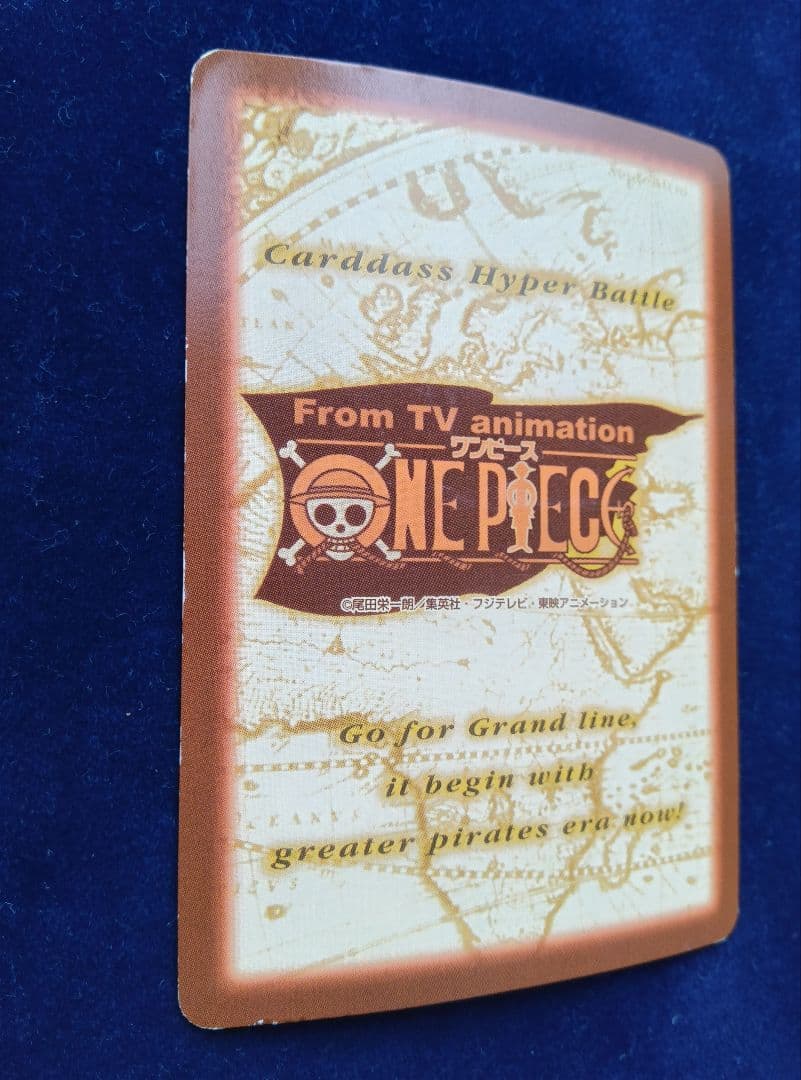 Septentrio
Carddass Hyper Battle
From TV animation
ワンピース
ONE PIECE
©尾田栄一郎／集英社・フジテレビ・東映アニメーション
Go for Grand line,
it begin with
greater pirates era now!